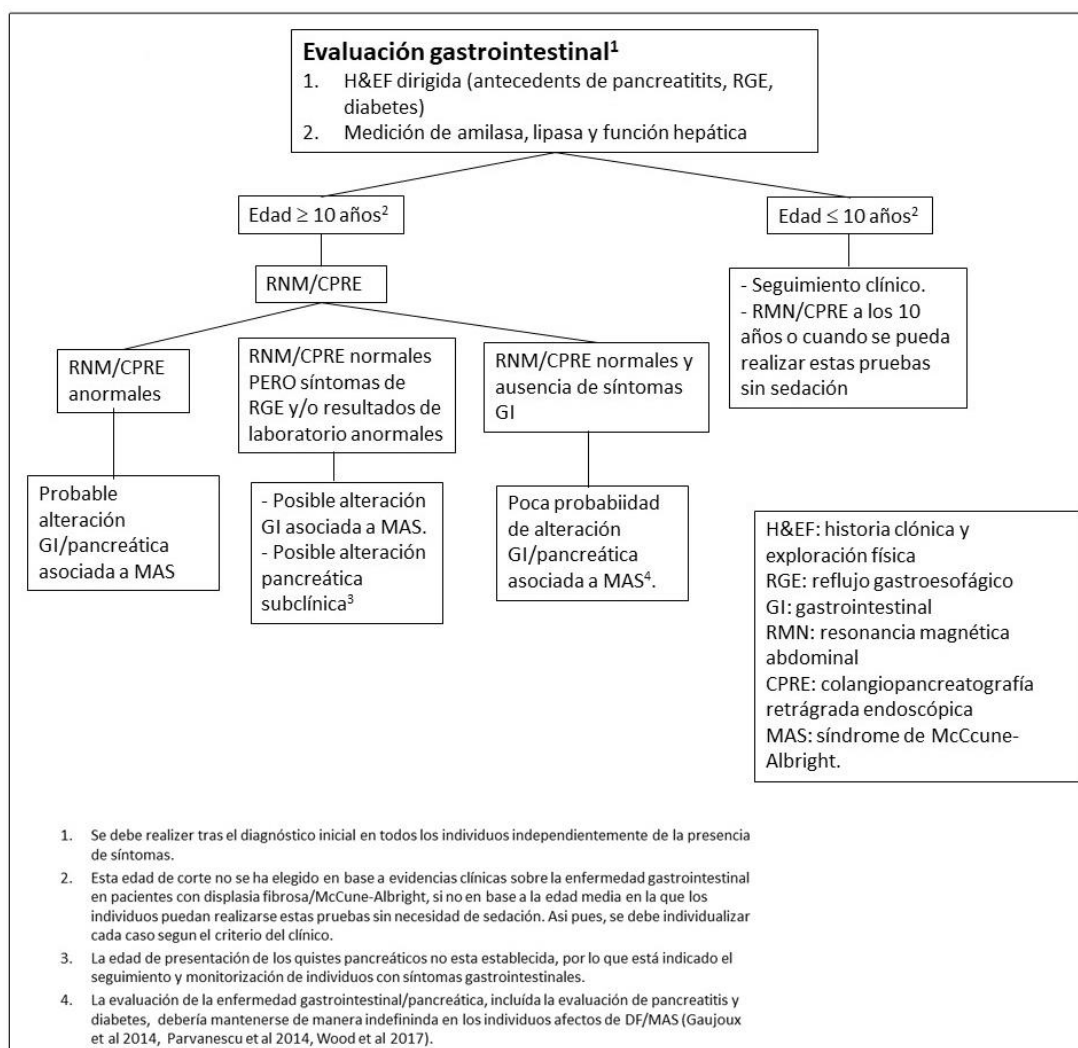 Evaluación gastrointestinal¹
1. H&EF dirigida (antecedents de pancreatitits, RGE,
diabetes)
2. Medición de amilasa, lipasa y función hepática
Edad ≥ 10 años²
Edad ≤ 10 años²
RNM/CPRE
- Seguimiento clínico.
- RMN/CPRE a los 10
años o cuando se pueda
realizar estas pruebas
sin sedación
RNM/CPRE
anormales
RNM/CPRE normales
PERO síntomas de
RGE y/o resultados de
laboratorio anormales
RNM/CPRE normales y
ausencia de síntomas
GI
Probable
alteración
GI/pancreática
asociada a MAS
- Posible alteración
GI asociada a MAS.
- Posible alteración
pancreática
subclínica³
Poca probabiidad
de alteración
GI/pancreática
asociada a MAS⁴.
H&EF: historia clónica y
exploración física
RGE: reflujo gastroesofágico
GI: gastrointestinal
RMN: resonancia magnética
abdominal
CPRE: colangiopancreatografía
retrágrada endoscópica
MAS: síndrome de McCcune-
Albright.
1. Se debe realizer tras el diagnóstico inicial en todos los individuos independientemente de la presencia
de síntomas.
2. Esta edad de corte no se ha elegido en base a evidencias clínicas sobre la enfermedad gastrointestinal
en pacientes con displasia fibrosa/McCune-Albright, si no en base a la edad media en la que los
individuos puedan realizarse estas pruebas sin necesidad de sedación. Asi pues, se debe individualizar
cada caso segun el criterio del clínico.
3. La edad de presentación de los quistes pancreáticos no esta establecida, por lo que está indicado el
seguimiento y monitorización de individuos con síntomas gastrointestinales.
4. La evaluación de la enfermedad gastrointestinal/pancreática, incluída la evaluación de pancreatitis y
diabetes, debería mantenerse de manera indefininda en los individuos afectos de DF/MAS (Gaujoux
et al 2014, Parvanescu et al 2014, Wood et al 2017).